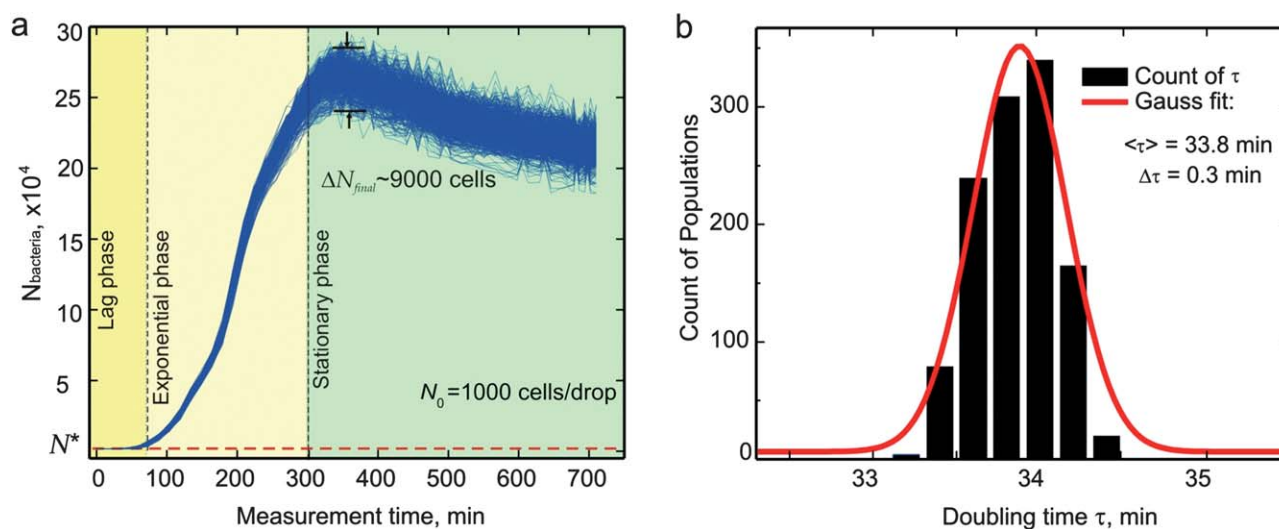 a
30
25
20
15
10
5
N*
N_bacteria, x10^4
Lag phase
Exponential phase
Stationary phase
ΔN_final~9000 cells
N_0=1000 cells/drop
0 100 200 300 400 500 600 700
Measurement time, min
b
300
200
100
0
Count of Populations
Count of τ
Gauss fit:
<τ> = 33.8 min
Δτ = 0.3 min
33 34 35
Doubling time τ, min